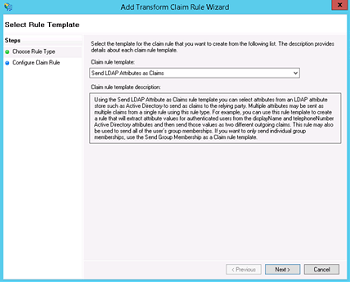 Add Transform Claim Rule Wizard
Select Rule Template
Steps
Choose Rule Type
Configure Claim Rule
Select the template for the claim rule that you want to create from the following list. The description provides
details about each claim rule template.
Claim rule template:
Send LDAP Attributes as Claims
Claim rule template description:
Using the Send LDAP Attribute as Claims rule template you can select attributes from an LDAP attribute
store such as Active Directory to send as claims to the relying party. Multiple attributes may be sent as
multiple claims from a single rule using this rule type. For example, you can use this rule template to create
a rule that will extract attribute values for authenticated users from the displayName and telephoneNumber
Active Directory attributes and then send those values as two different outgoing claims. This rule may also
be used to send all of the user's group memberships. If you want to only send individual group
memberships, use the Send Group Membership as a Claim rule template.
< Previous
Next >
Cancel